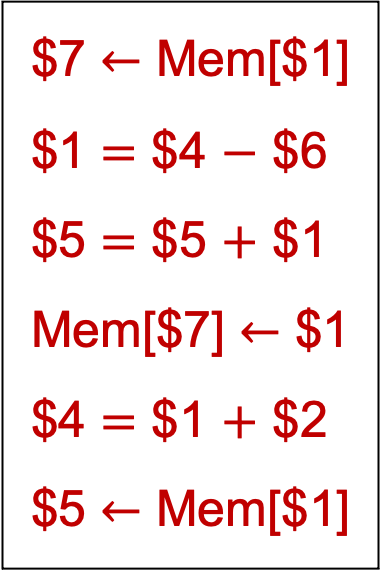 $7 ← Mem[$1]
$1 = $4 − $6
$5 = $5 + $1
Mem[$7] ← $1
$4 = $1 + $2
$5 ← Mem[$1]